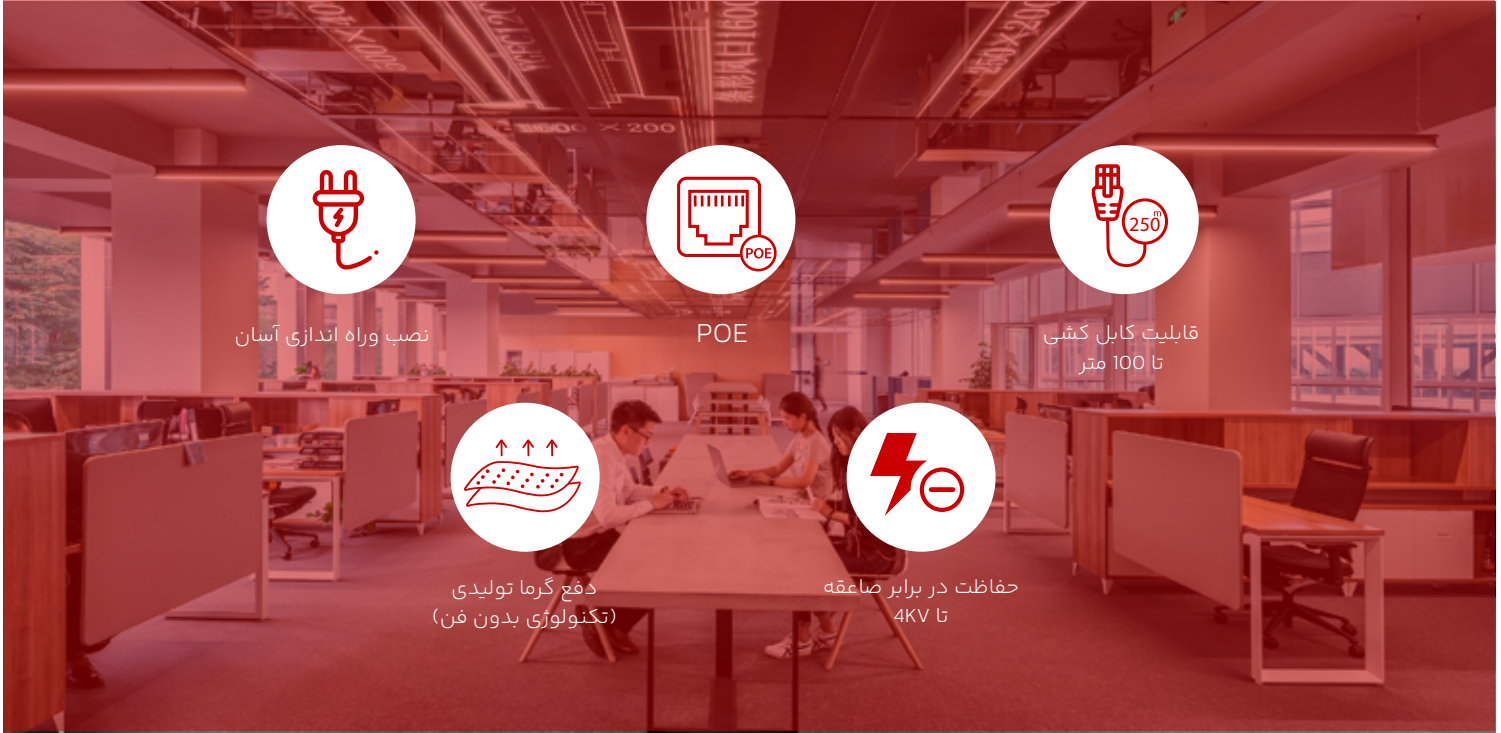 250 m
قابلیت کابل کشی
تا 100 متر
POE
POE
نصب وراه اندازی آسان
حفاظت در برابر صاعقه
تا 4KV
دفع گرما تولیدی
(تکنولوژی بدون فن)